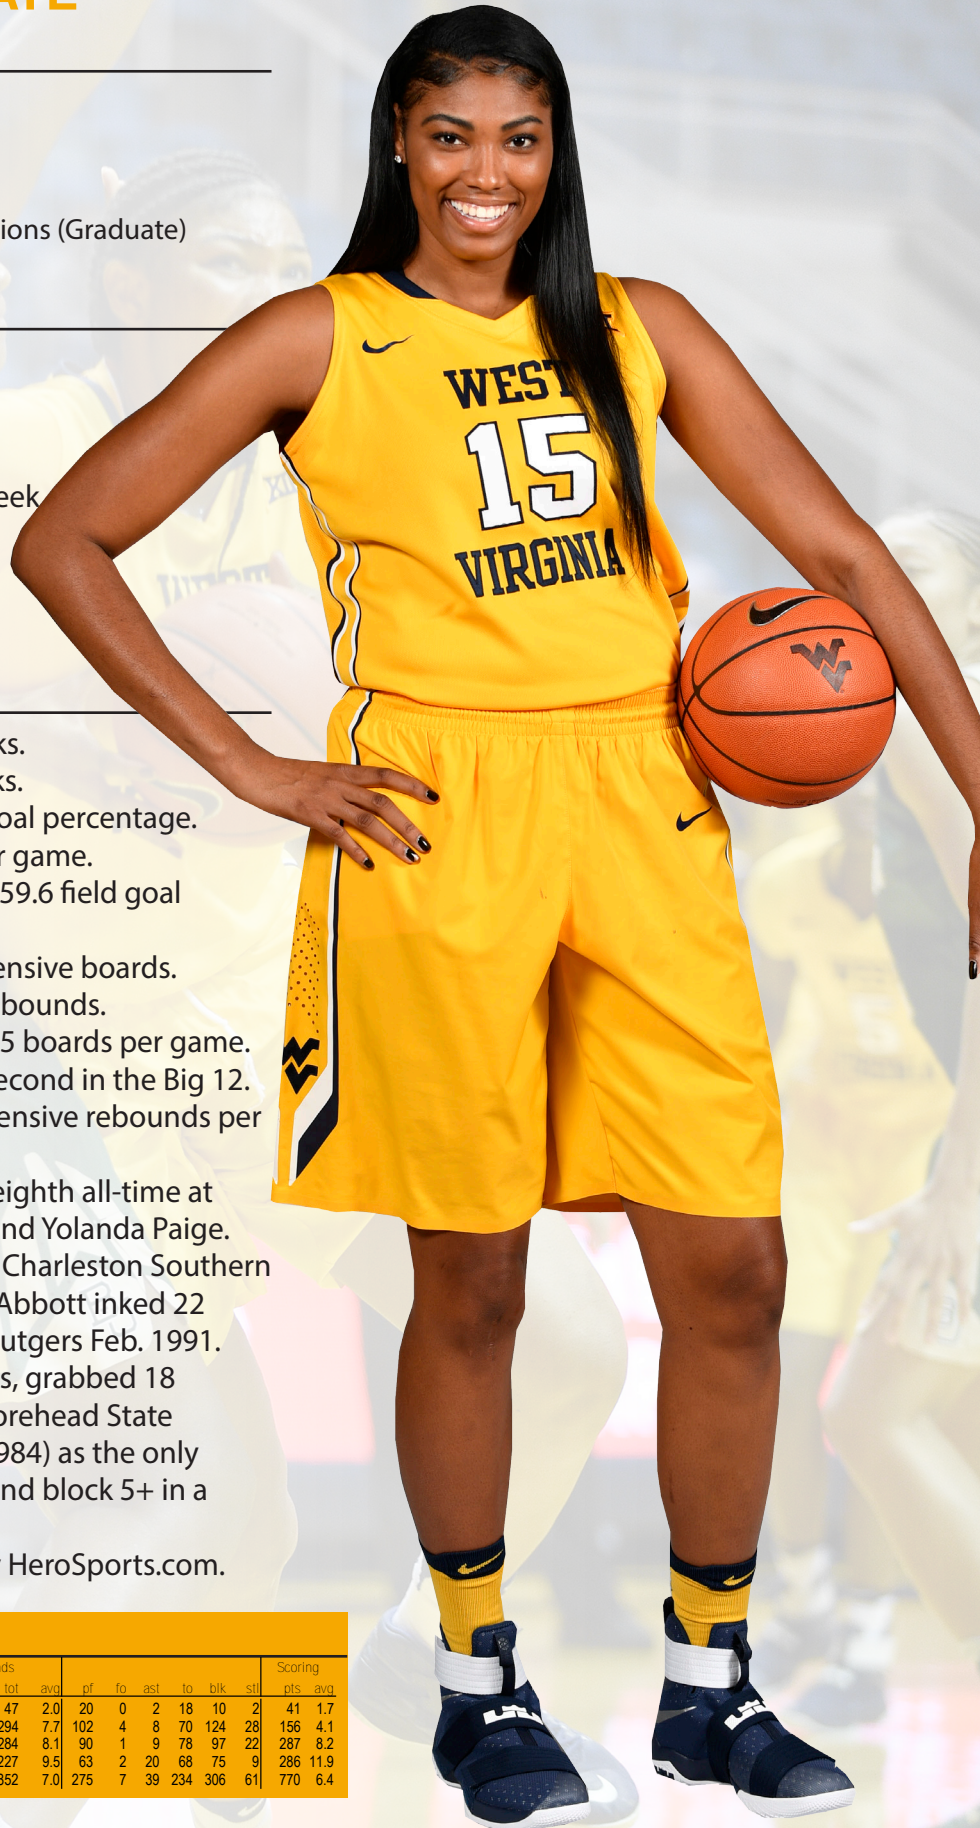 ATE
ions (Graduate)
eek
ks.
ks.
oal percentage.
r game.
59.6 field goal
ensive boards.
bounds.
5 boards per game.
econd in the Big 12.
ensive rebounds per
eighth all-time at
nd Yolanda Paige.
Charleston Southern
Abbott inked 22
utgers Feb. 1991.
s, grabbed 18
orehead State
984) as the only
nd block 5+ in a
HeroSports.com.
WEST
15
VIRGINIA
WV
ds Scoring
tot avg pf fo ast to blk stl pts avg
47 2.0 20 0 2 18 10 2 41 1.7
294 7.7 102 4 8 70 124 28 156 4.1
284 8.1 90 1 9 78 97 22 287 8.2
227 9.5 63 2 20 68 75 9 286 11.9
852 7.0 275 7 39 234 306 61 770 6.4